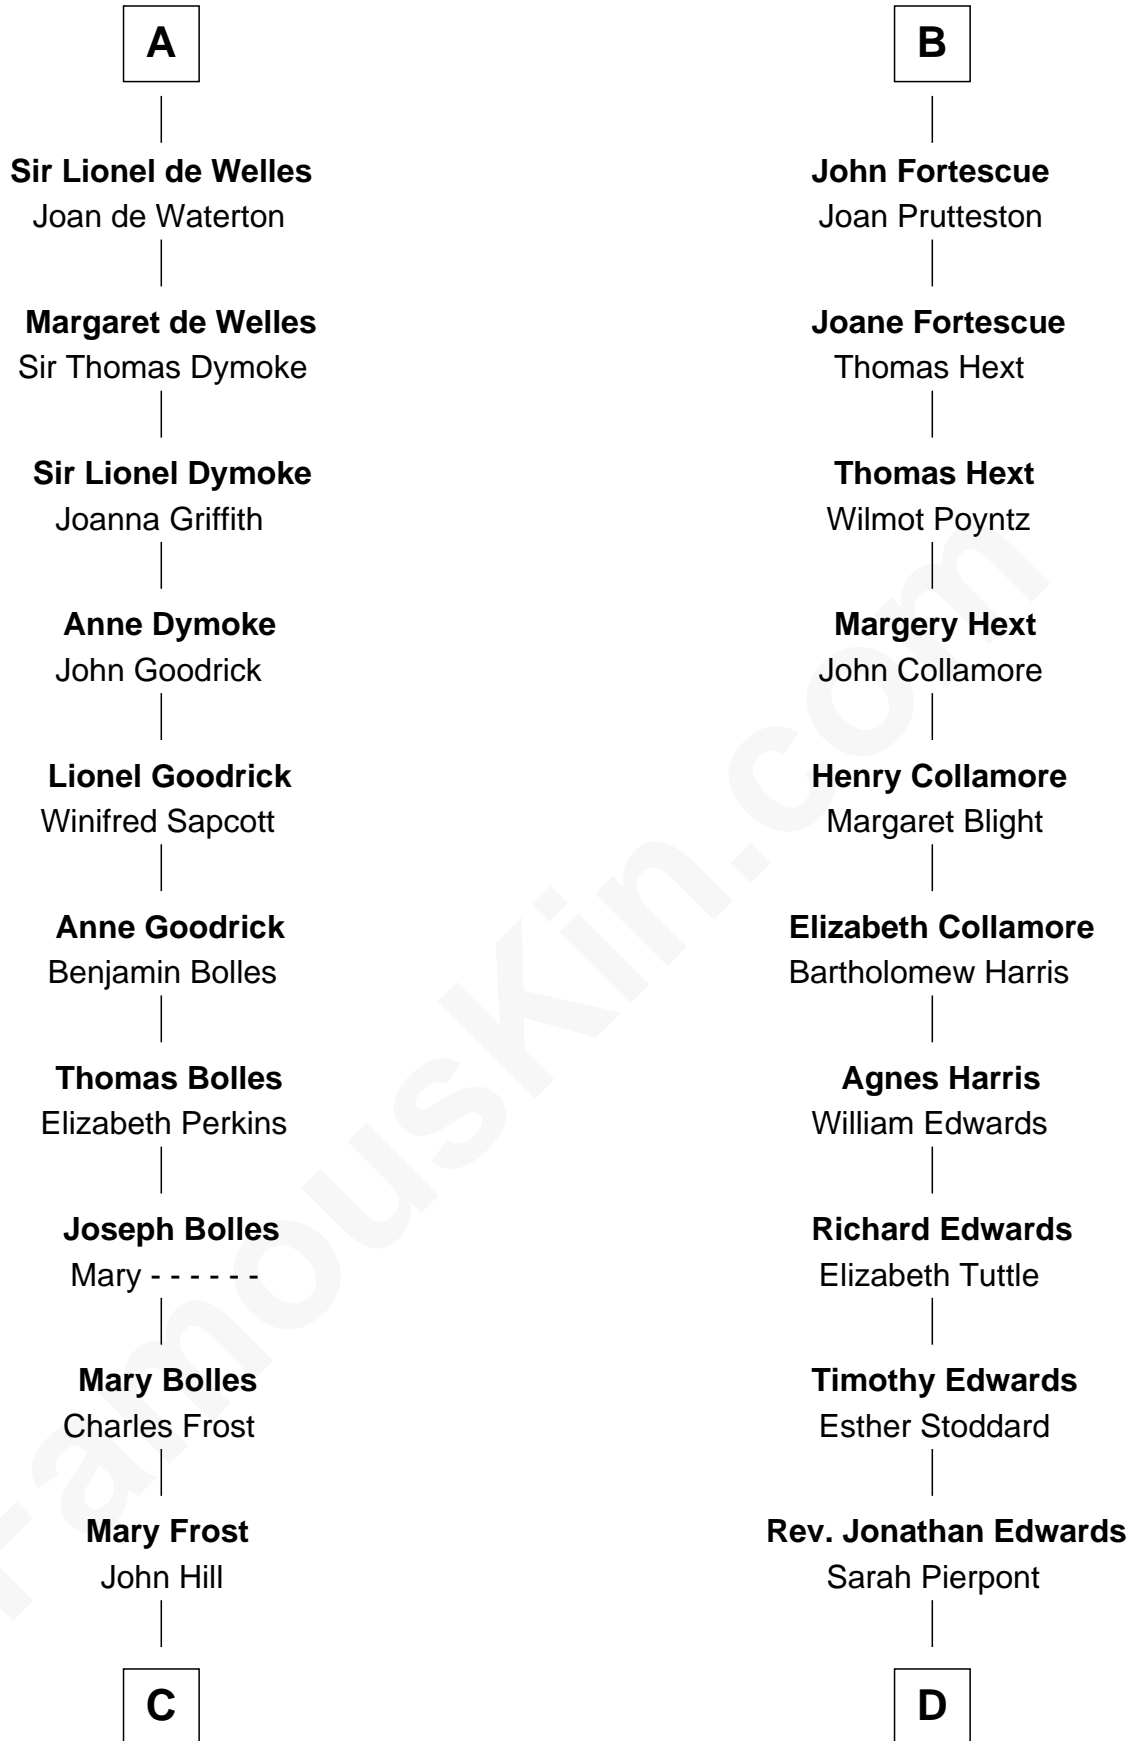 A
Sir Lionel de Welles
Joan de Waterton
Margaret de Welles
Sir Thomas Dymoke
Sir Lionel Dymoke
Joanna Griffith
Anne Dymoke
John Goodrick
Lionel Goodrick
Winifred Sapcott
Anne Goodrick
Benjamin Bolles
Thomas Bolles
Elizabeth Perkins
Joseph Bolles
Mary - - - - - -
Mary Bolles
Charles Frost
Mary Frost
John Hill
C
B
John Fortescue
Joan Prutteston
Joane Fortescue
Thomas Hext
Thomas Hext
Wilmot Poyntz
Margery Hext
John Collamore
Henry Collamore
Margaret Blight
Elizabeth Collamore
Bartholomew Harris
Agnes Harris
William Edwards
Richard Edwards
Elizabeth Tuttle
Timothy Edwards
Esther Stoddard
Rev. Jonathan Edwards
Sarah Pierpont
D
FamousKin.com